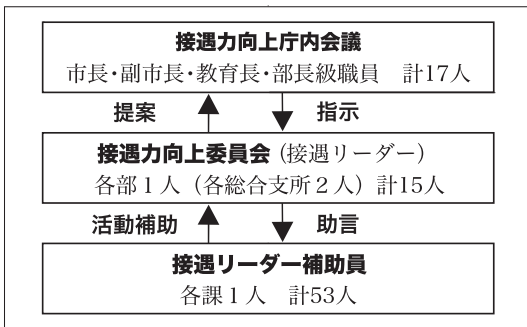 接遇力向上庁内会議
市長・副市長・教育長・部長級職員　計17人
提案　指示
接遇力向上委員会（接遇リーダー）
各部１人（各総合支所２人）計15人
活動補助　助言
接遇リーダー補助員
各課１人　計53人